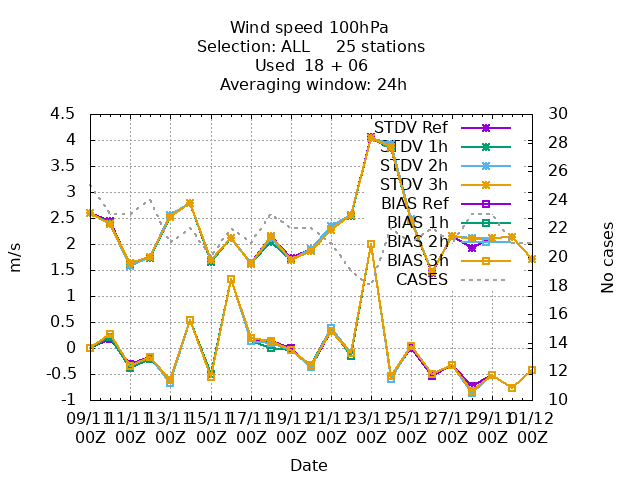 Wind speed 100hPa
Selection: ALL 25 stations
Used 18 + 06
Averaging window: 24h
4.5
4
3.5
3
2.5
2
1.5
1
0.5
0
-0.5
-1
m/s
STDV Ref
STDV 1h
STDV 2h
STDV 3h
BIAS Ref
BIAS 1h
BIAS 2h
BIAS 3h
CASES
30
28
26
24
22
20
18
16
14
12
10
No cases
09/11 11/11 13/11 15/11 17/11 19/11 21/11 23/11 25/11 27/11 29/11 01/12
00Z 00Z 00Z 00Z 00Z 00Z 00Z 00Z 00Z 00Z 00Z 00Z
Date